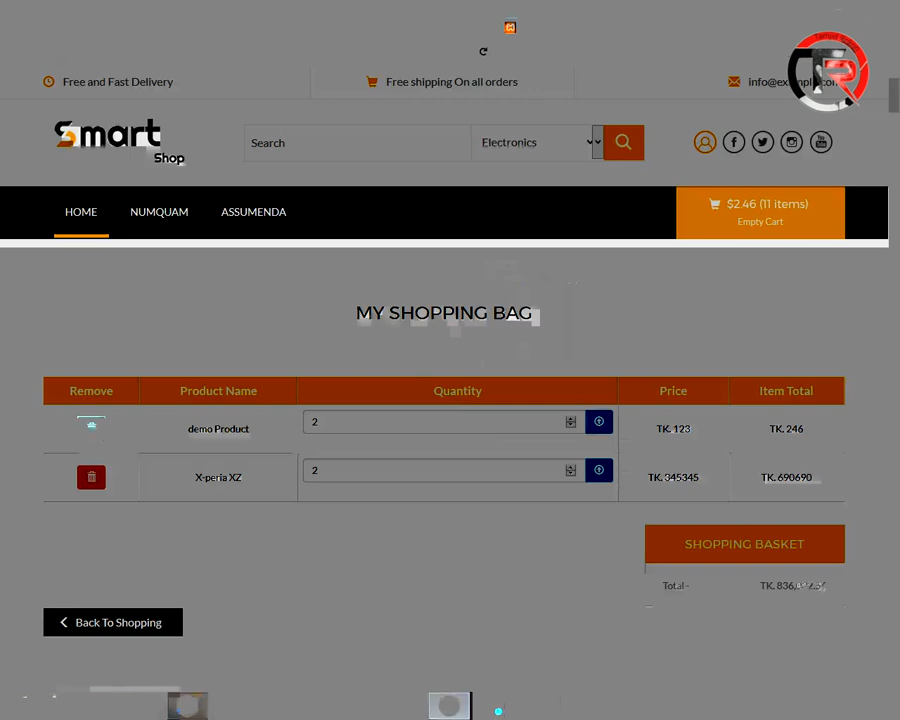 Free and Fast Delivery
Free shipping On all orders
Smart
Shop
Search
Electronics
You
Tube
HOME
NUMQUAM
ASSUMENDA
$2.46 (11 items)
Empty Cart
MY SHOPPING BAG
Remove Product Name Quantity Price Item Total
demo Product 2 TK. 123 TK. 246
X-peria XZ 2 TK. 345345 TK. 690690
SHOPPING BASKET
Total -
Back To Shopping